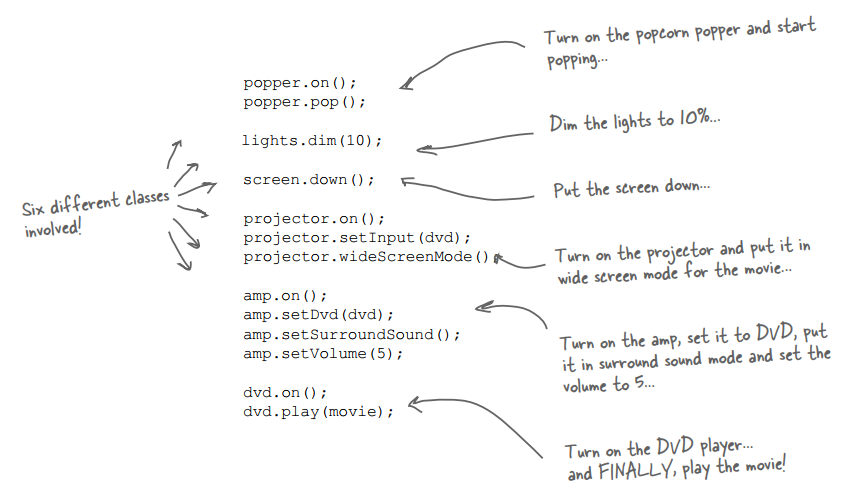 Turn on the popcorn popper and start
popping...
popper.on();
popper.pop();
Dim the lights to 10%...
lights.dim(10);
screen.down();
Put the screen down...
Six different classes
involved!
projector.on();
projector.setInput(dvd);
projector.wideScreenMode()
Turn on the projector and put it in
wide screen mode for the movie...
amp.on();
amp.setDvd(dvd);
amp.setSurroundSound();
amp.setVolume(5);
Turn on the amp, set it to DVD, put
it in surround sound mode and set the
volume to 5...
dvd.on();
dvd.play(movie);
Turn on the DVD player...
and FINALLY, play the movie!